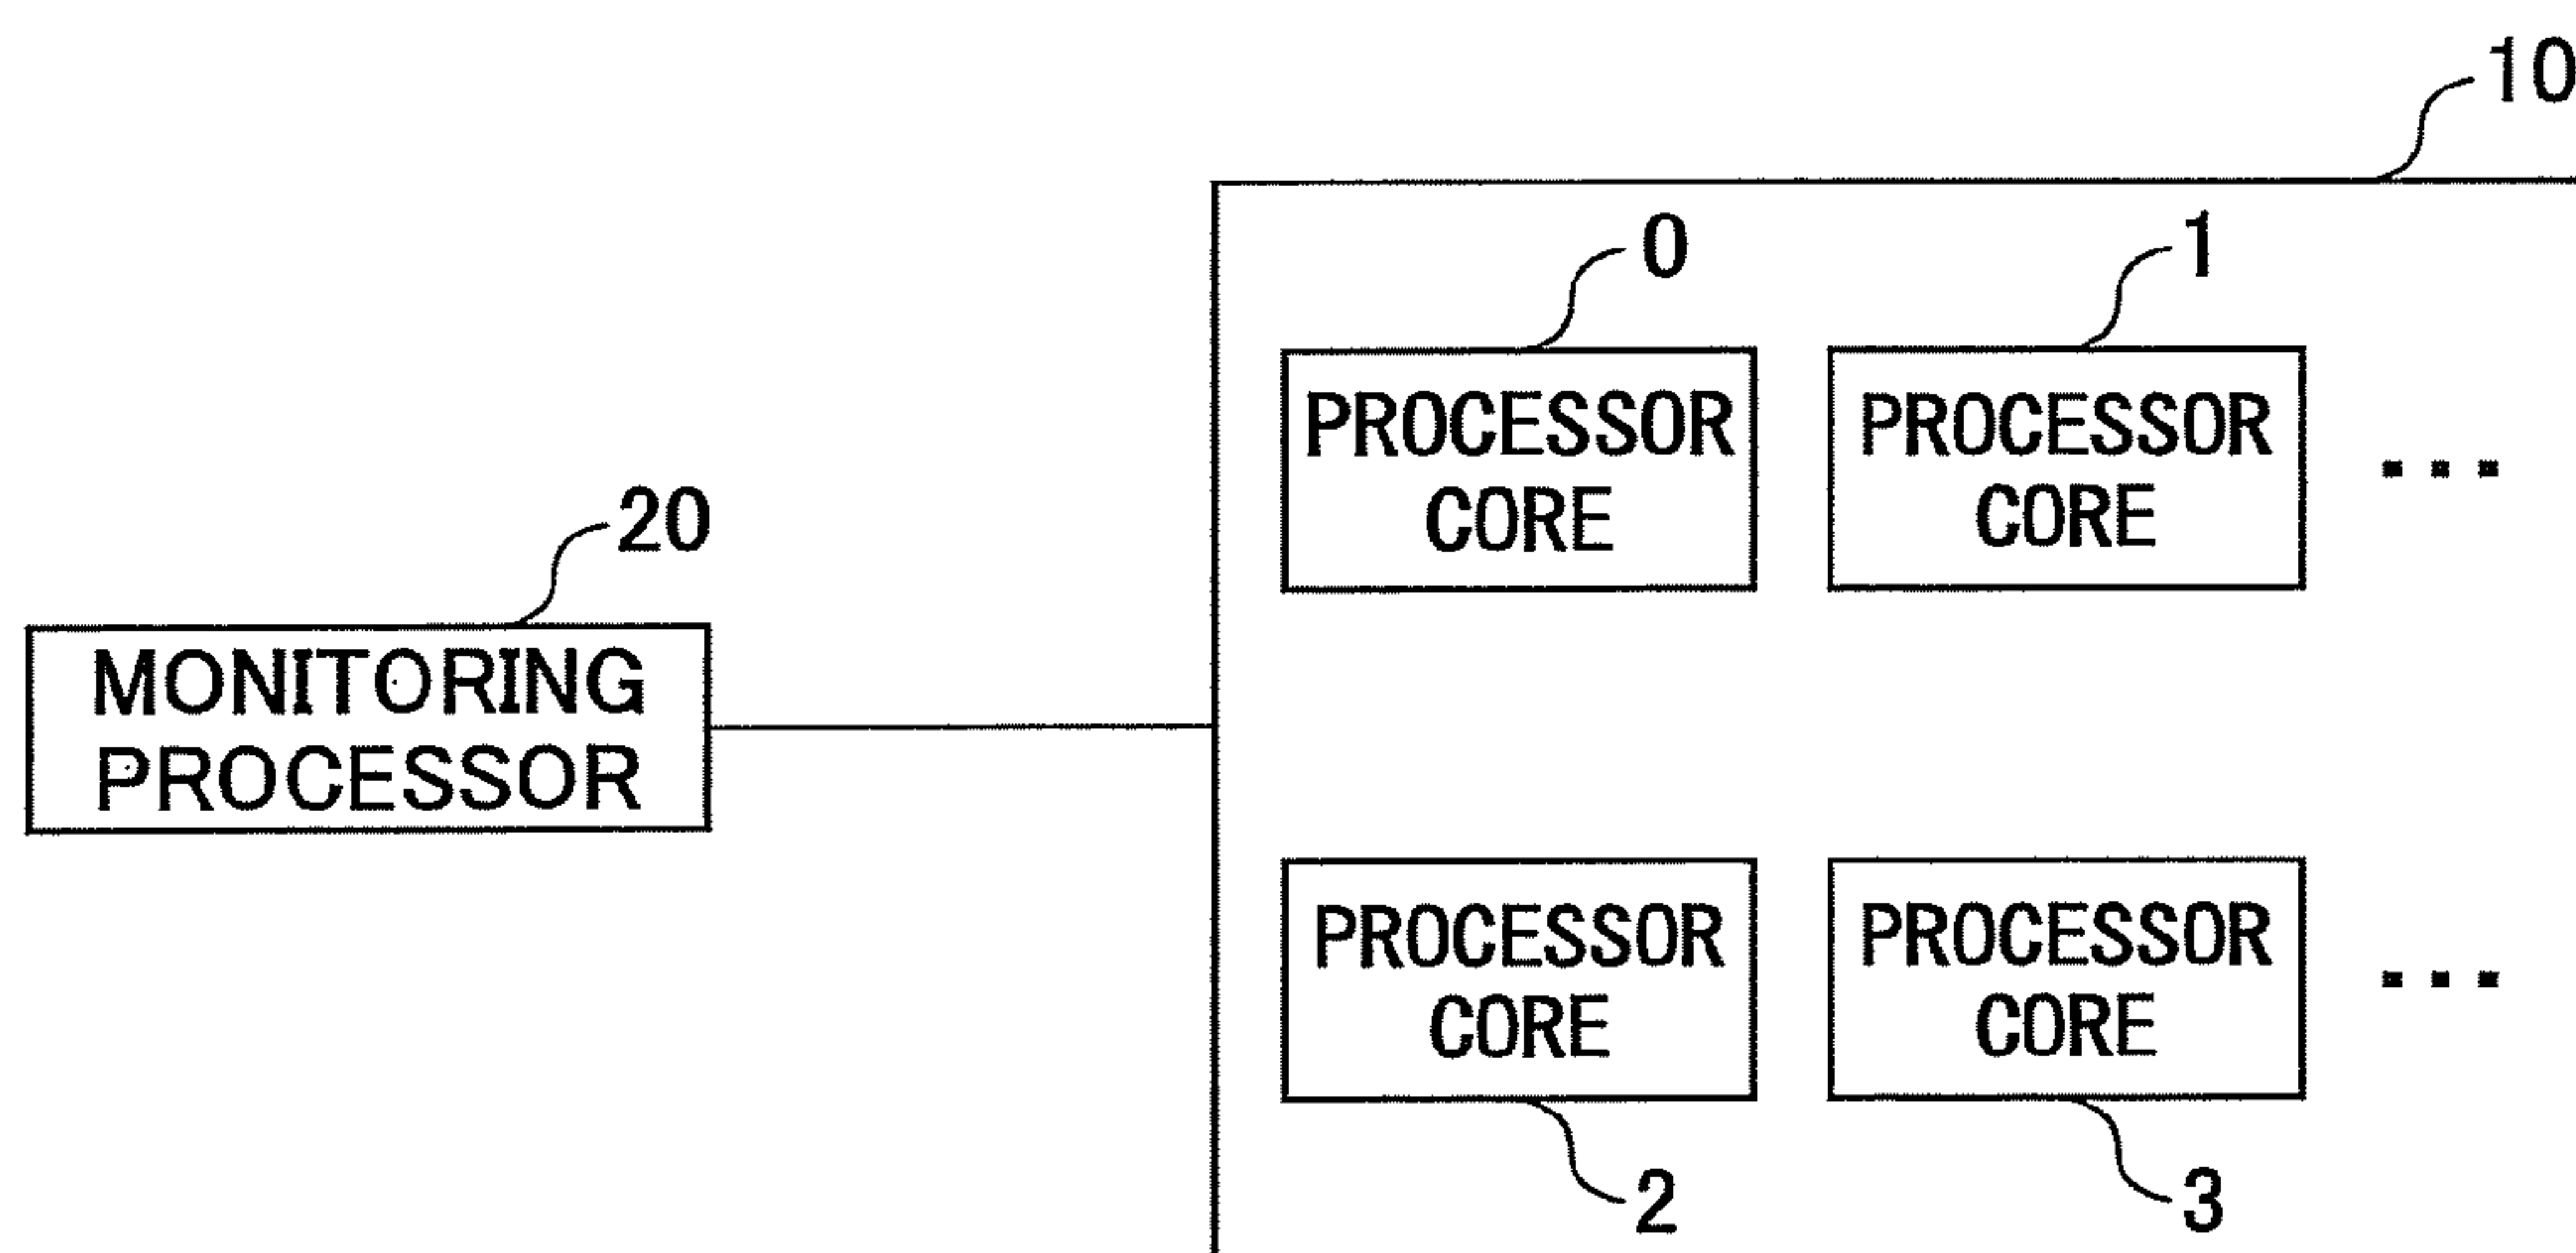 10
0
1
PROCESSOR
CORE
PROCESSOR
CORE
...
20
MONITORING
PROCESSOR
PROCESSOR
CORE
PROCESSOR
CORE
...
2
3